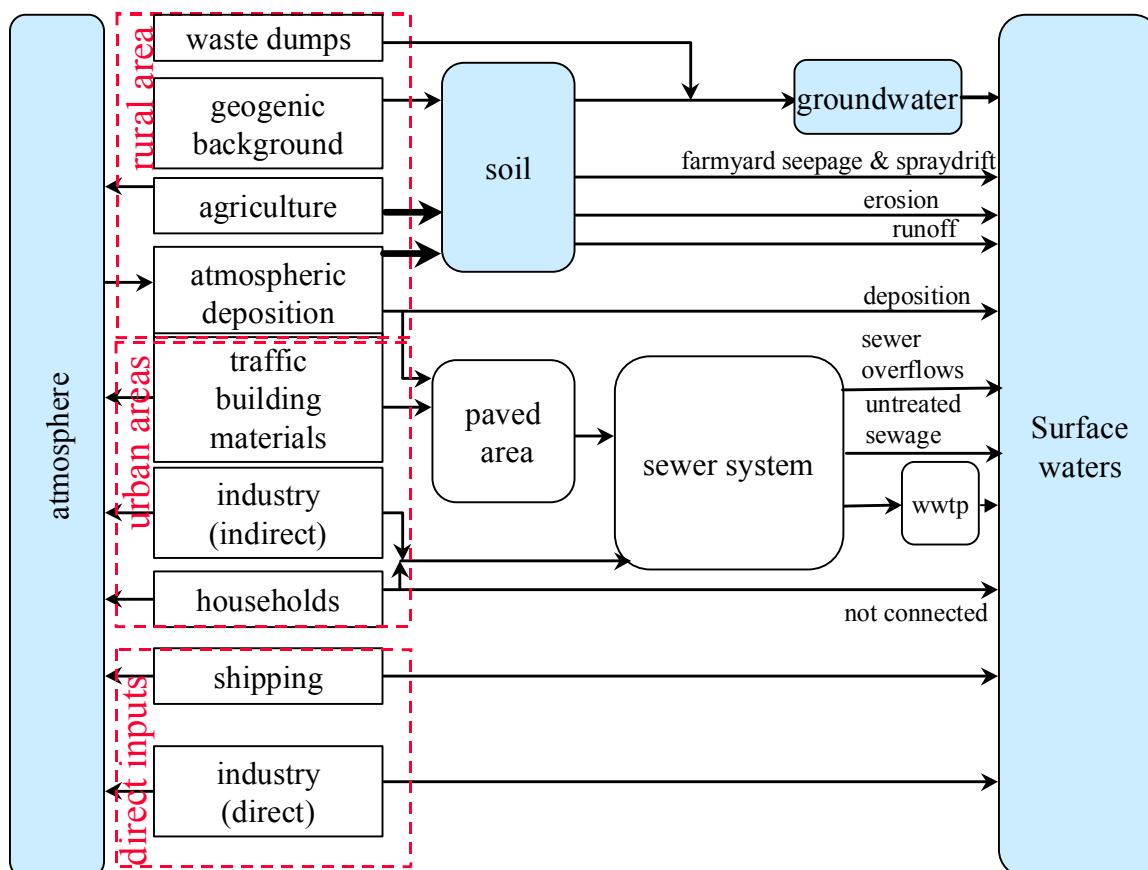 atmosphere
rural area
waste dumps
geogenic
background
agriculture
atmospheric
deposition
urban areas
traffic
building
materials
industry
(indirect)
households
direct inputs
shipping
industry
(direct)
soil
groundwater
farmyard seepage & spraydrift
erosion
runoff
deposition
paved
area
sewer system
sewer
overflows
untreated
sewage
wwtp
not connected
Surface
waters